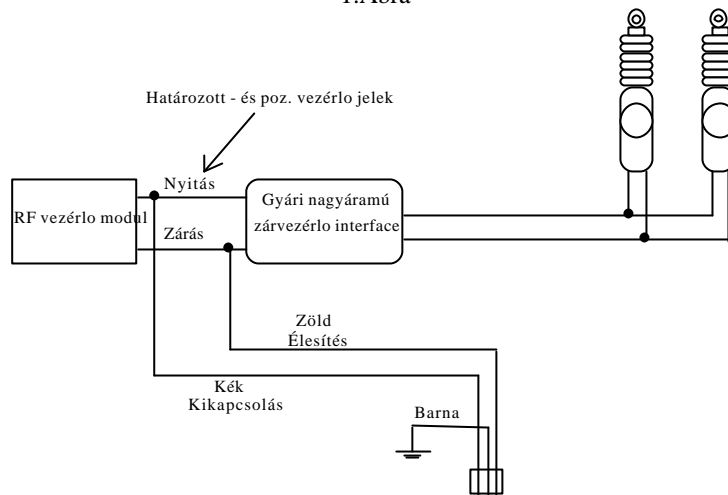 1.Ábra
Határozott - és poz. vezérlo jelek
Nyitás
RF vezérlo modul
Gyári nagyáramú
zárvezérlo interface
Zárás
Zöld
Élesítés
Kék
Kikapcsolás
Barna